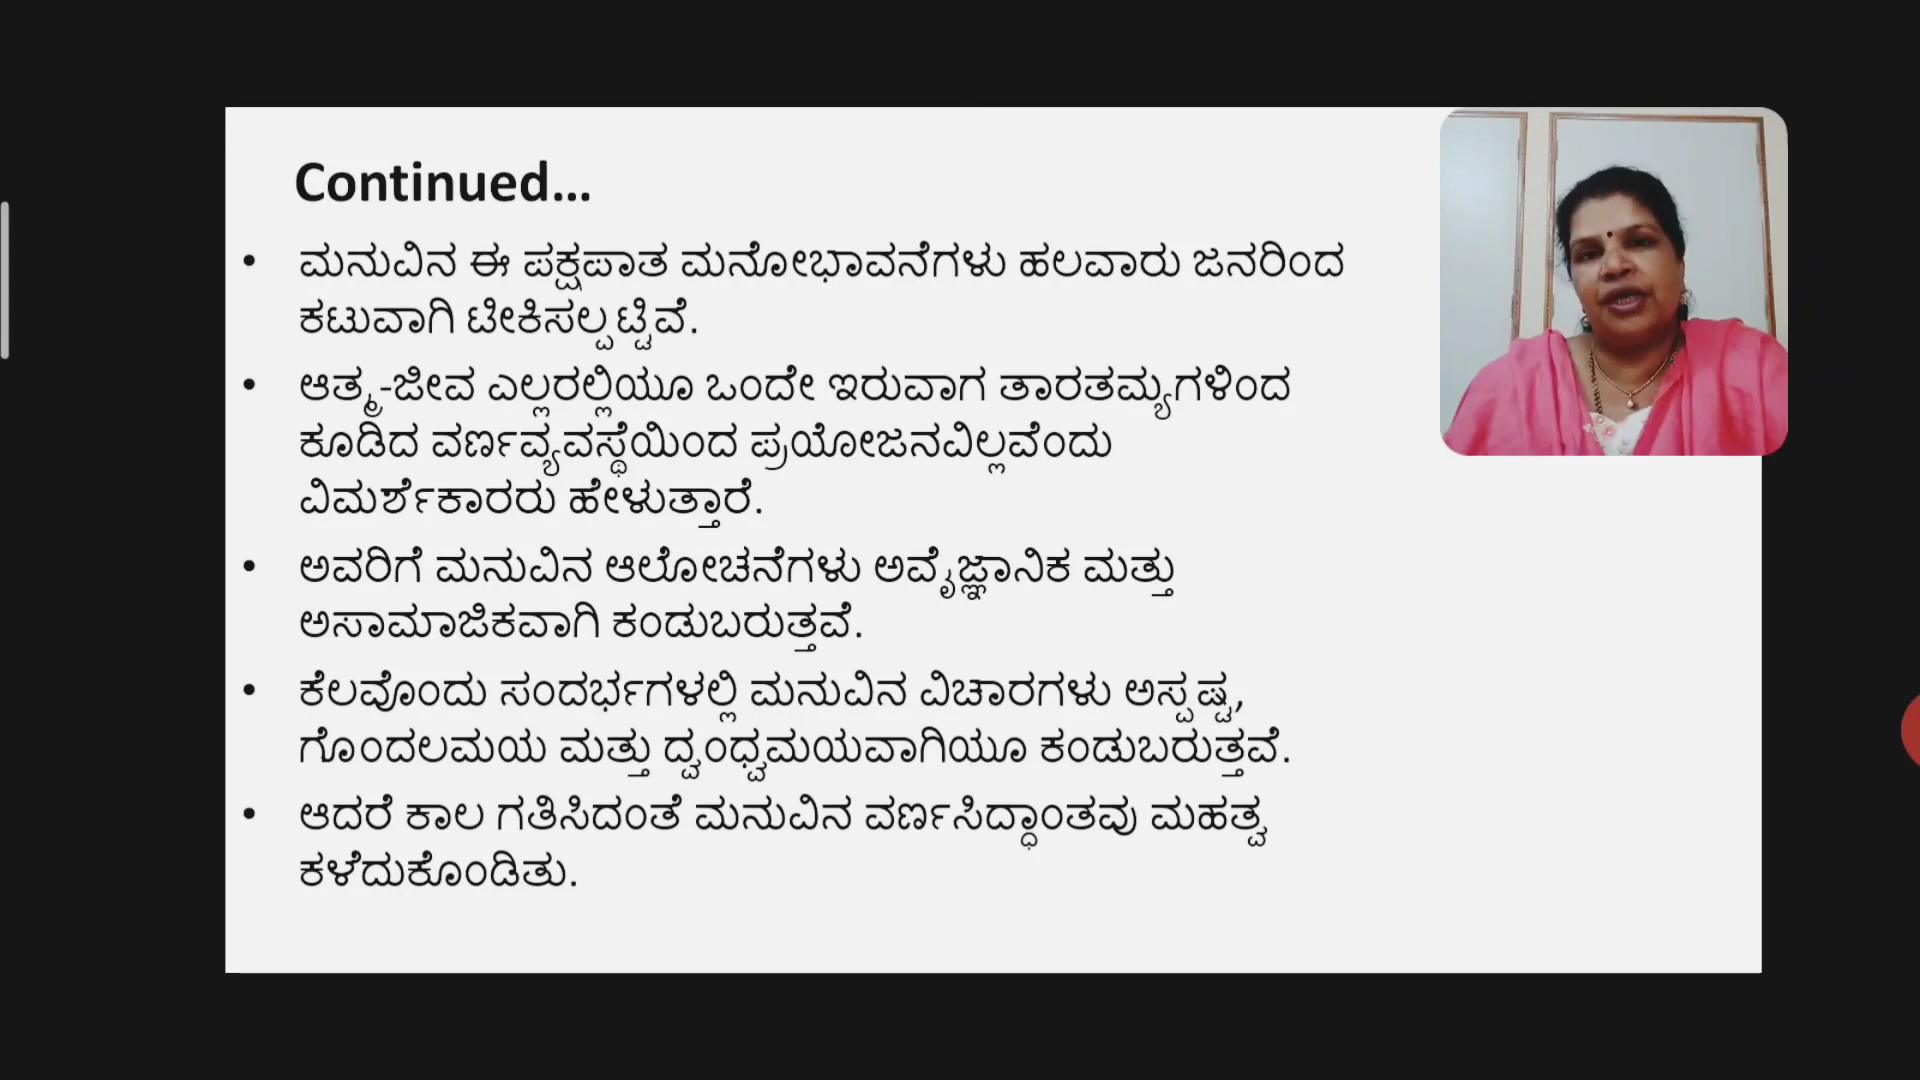 Continued...
• ಮನುವಿನ ಈ ಪಕ್ಷಪಾತ ಮನೋಭಾವನೆಗಳು ಹಲವಾರು ಜನರಿಂದ
ಕಟುವಾಗಿ ಟೀಕಿಸಲ್ಪಟ್ಟಿವೆ.
• ಆತ್ಮ-ಜೀವ ಎಲ್ಲರಲ್ಲಿಯೂ ಒಂದೇ ಇರುವಾಗ ತಾರತಮ್ಯಗಳಿಂದ
ಕೂಡಿದ ವರ್ಣವ್ಯವಸ್ಥೆಯಿಂದ ಪ್ರಯೋಜನವಿಲ್ಲವೆಂದು
ವಿಮರ್ಶೆಕಾರರು ಹೇಳುತ್ತಾರೆ.
• ಅವರಿಗೆ ಮನುವಿನ ಆಲೋಚನೆಗಳು ಅವೈಜ್ಞಾನಿಕ ಮತ್ತು
ಅಸಾಮಾಜಿಕವಾಗಿ ಕಂಡುಬರುತ್ತವೆ.
• ಕೆಲವೊಂದು ಸಂದರ್ಭಗಳಲ್ಲಿ ಮನುವಿನ ವಿಚಾರಗಳು ಅಸ್ಪಷ್ಟ,
ಗೊಂದಲಮಯ ಮತ್ತು ದ್ವಂಧ್ವಮಯವಾಗಿಯೂ ಕಂಡುಬರುತ್ತವೆ.
• ಆದರೆ ಕಾಲ ಗತಿಸಿದಂತೆ ಮನುವಿನ ವರ್ಣಸಿದ್ಧಾಂತವು ಮಹತ್ವ
ಕಳೆದುಕೊಂಡಿತು.